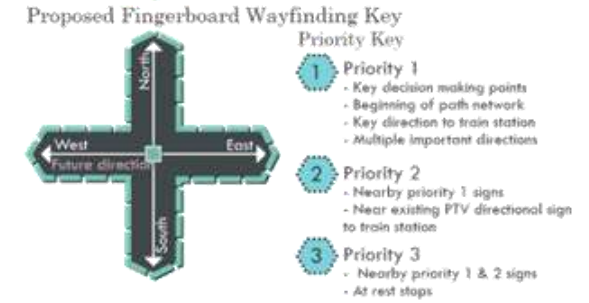 Proposed Fingerboard Wayfinding Key
Priority Key
North
West
East
Future direction
South
1
Priority 1
- Key decision making points
- Beginning of path network
- Key direction to train station
- Multiple important directions
2
Priority 2
- Nearby priority 1 signs
- Near existing PTV directional sign
to train station
3
Priority 3
- Nearby priority 1 & 2 signs
- At rest stops